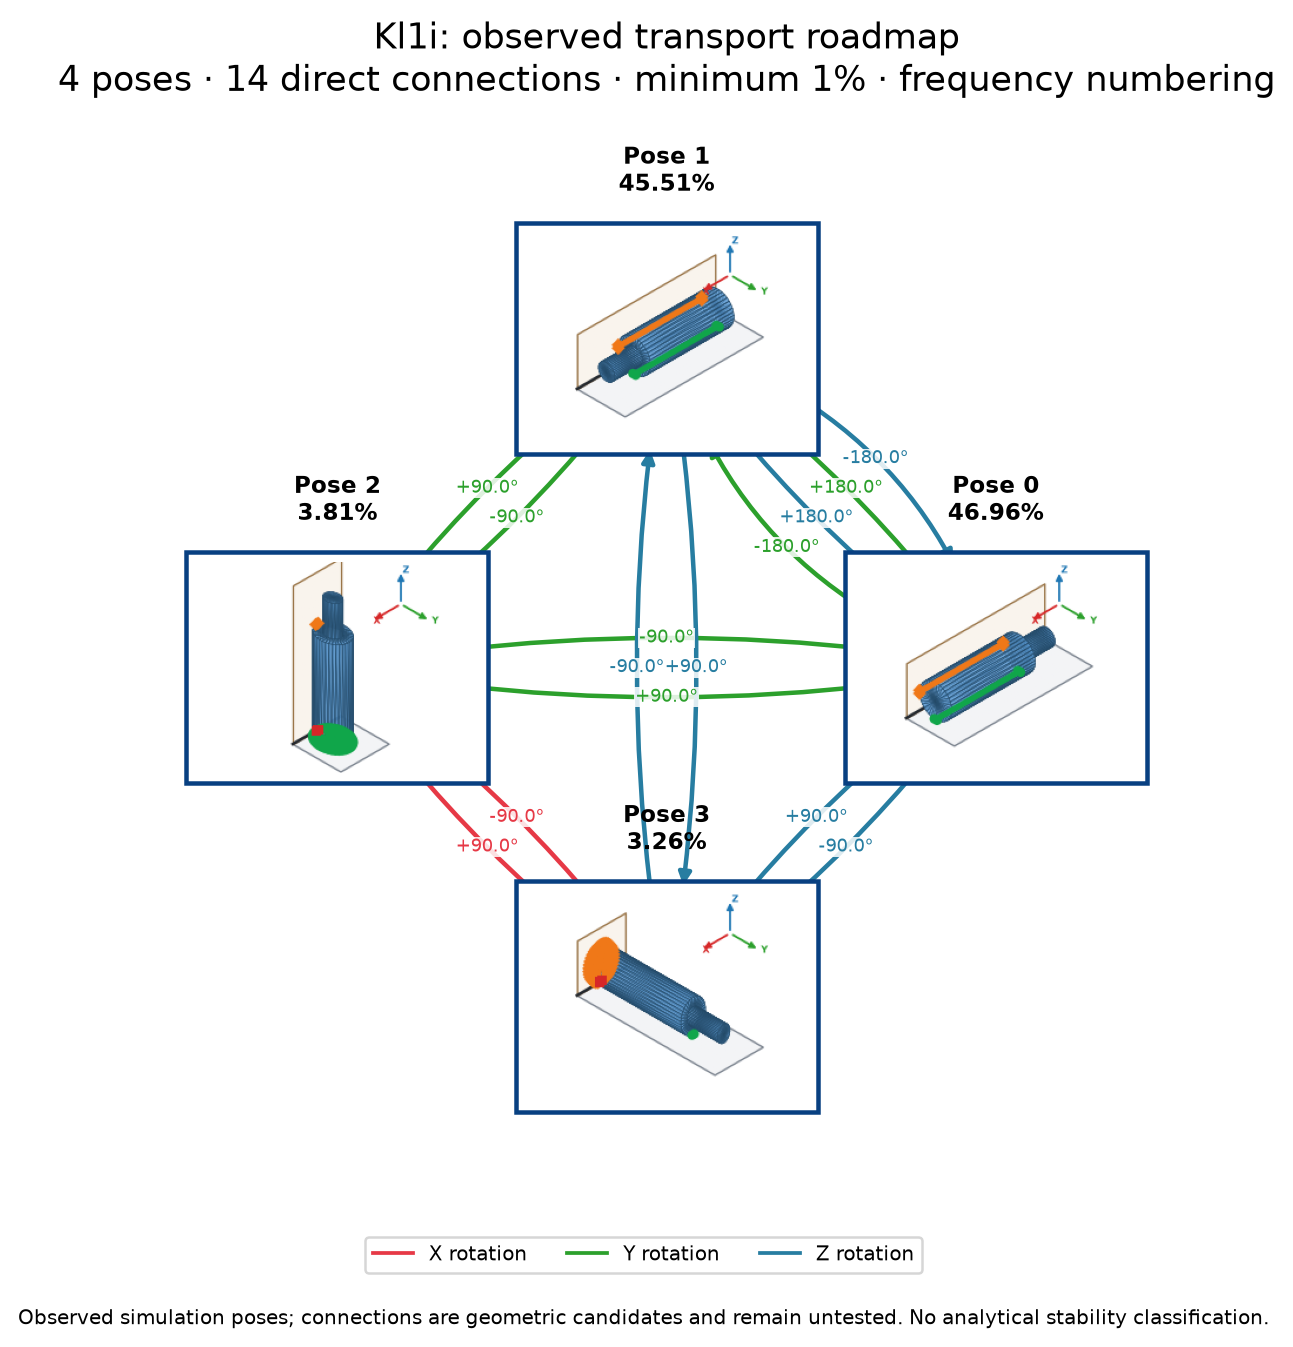 Kl1i: observed transport roadmap
4 poses · 14 direct connections · minimum 1% · frequency numbering
Pose 1
45.51%
Z
X
Y
-180.0°
+90.0°
+180.0°
-90.0°
+180.0°
-180.0°
Pose 2
3.81%
Pose 0
46.96%
Z
X
Y
Z
X
Y
-90.0°
-90.0°
+90.0°
+90.0°
-90.0°
+90.0°
+90.0°
-90.0°
Pose 3
3.26%
Z
X
Y
X rotation
Y rotation
Z rotation
Observed simulation poses; connections are geometric candidates and remain untested. No analytical stability classification.